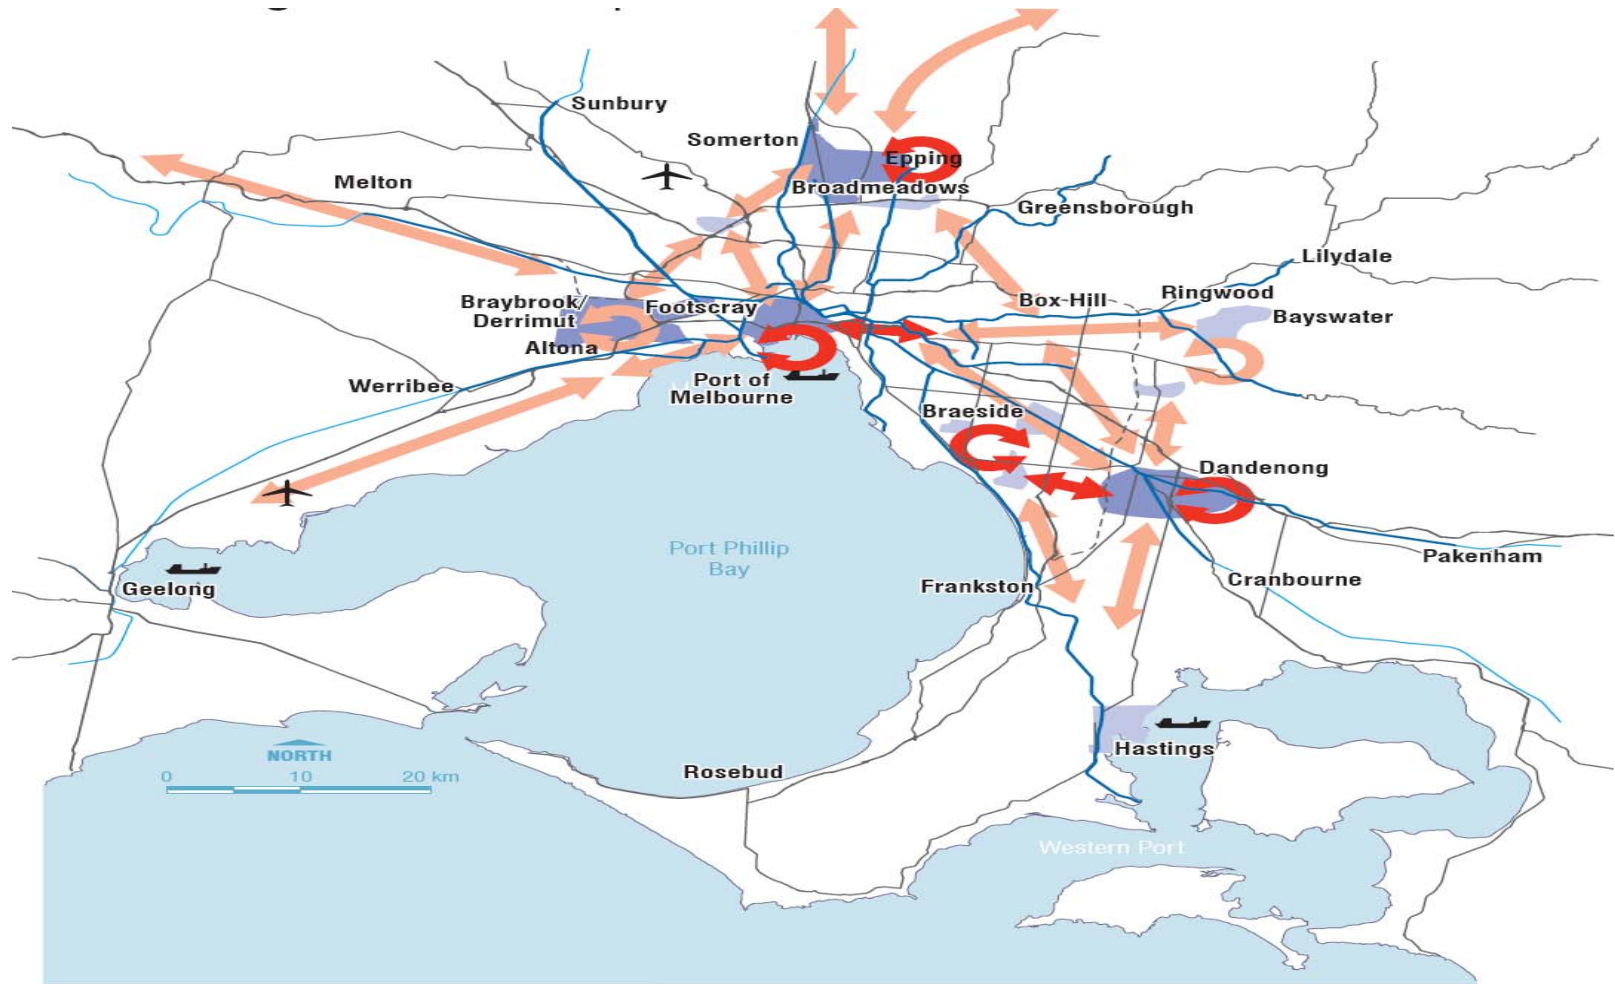 Sunbury
Somerton
Epping
Melton
Broadmeadows
Greensborough
Lilydale
Braybrook/
Derrimut
Footscray
Box Hill
Ringwood
Bayswater
Altona
Werribee
Port of
Melbourne
Braeside
Dandenong
Port Phillip
Bay
Pakenham
Geelong
Frankston
Cranbourne
NORTH
0 10 20 km
Hastings
Rosebud
Western Port